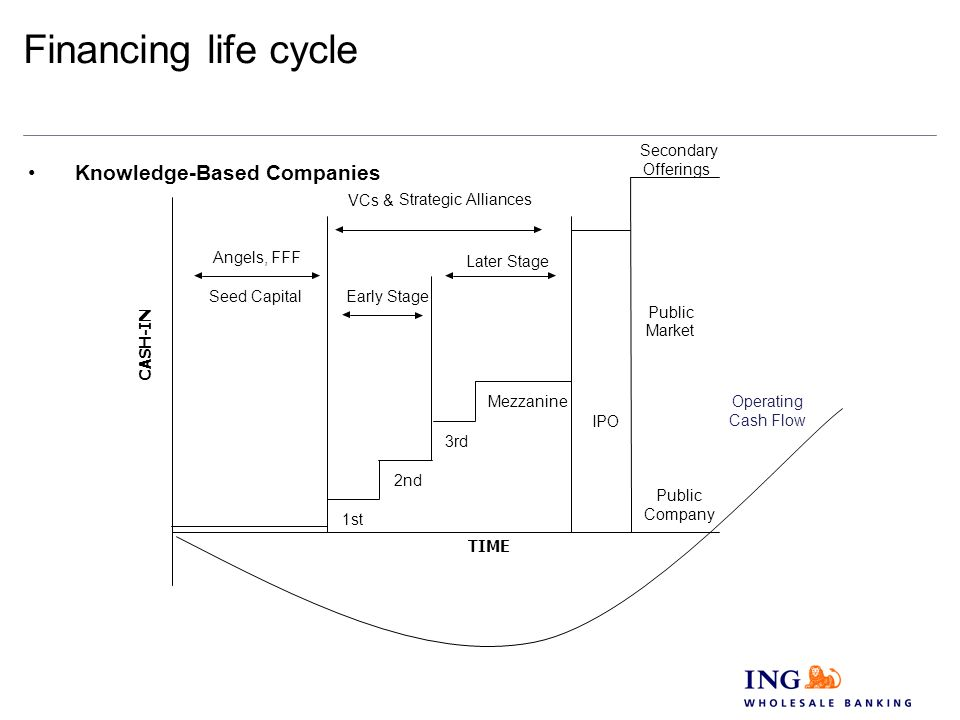 Financing life cycle
• Knowledge-Based Companies
Secondary
Offerings
VCs & Strategic Alliances
Angels, FFF
Later Stage
Seed Capital
Early Stage
CASH-IN
Public
Market
Mezzanine
Operating
Cash Flow
IPO
3rd
2nd
Public
Company
1st
TIME
ING
WHOLESALE BANKING